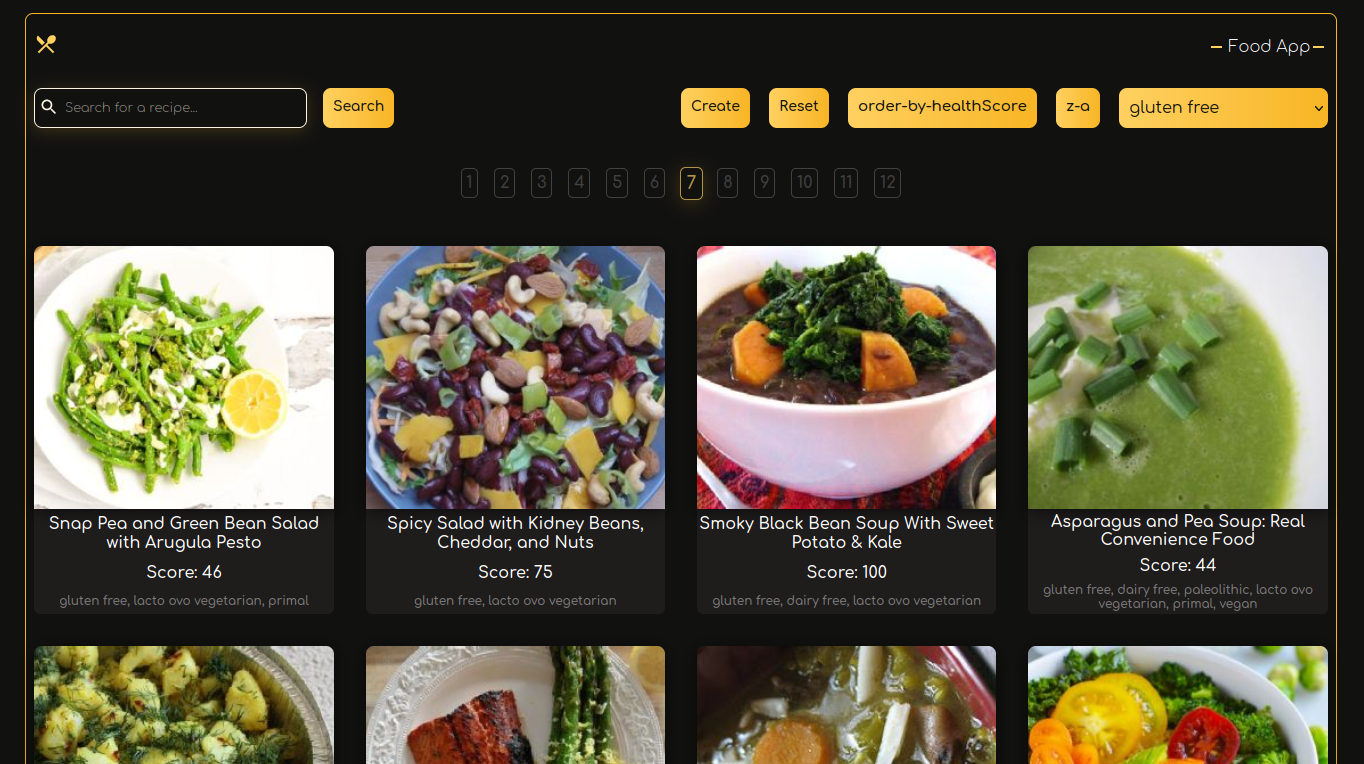 Food App
Search for a recipe...
Search
Create
Reset
order-by-healthScore
z-a
gluten free
1 2 3 4 5 6 7 8 9 10 11 12
Snap Pea and Green Bean Salad
with Arugula Pesto
Score: 46
gluten free, lacto ovo vegetarian, primal
Spicy Salad with Kidney Beans,
Cheddar, and Nuts
Score: 75
gluten free, lacto ovo vegetarian
Smoky Black Bean Soup With Sweet
Potato & Kale
Score: 100
gluten free, dairy free, lacto ovo vegetarian
Asparagus and Pea Soup: Real
Convenience Food
Score: 44
gluten free, dairy free, paleolithic, lacto ovo
vegetarian, primal, vegan